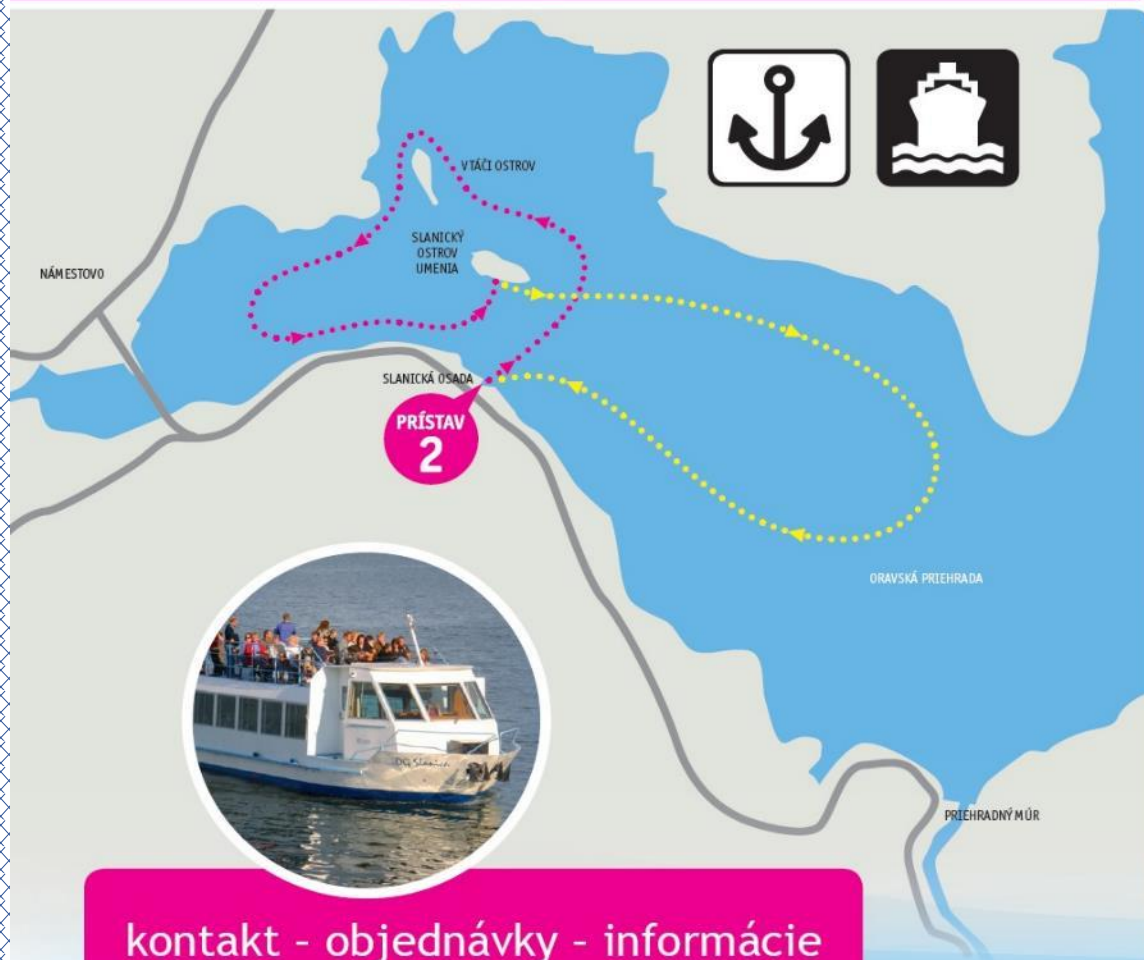 VTÁČI OSTROV
SLANICKÝ
OSTROV
UMENIA
NÁMESTOVO
SLANICKÁ OSADA
PRÍSTAV
2
ORAVSKÁ PRIEHRADA
PRIEHRADNÝ MÚR
kontakt - objednávky - informácie